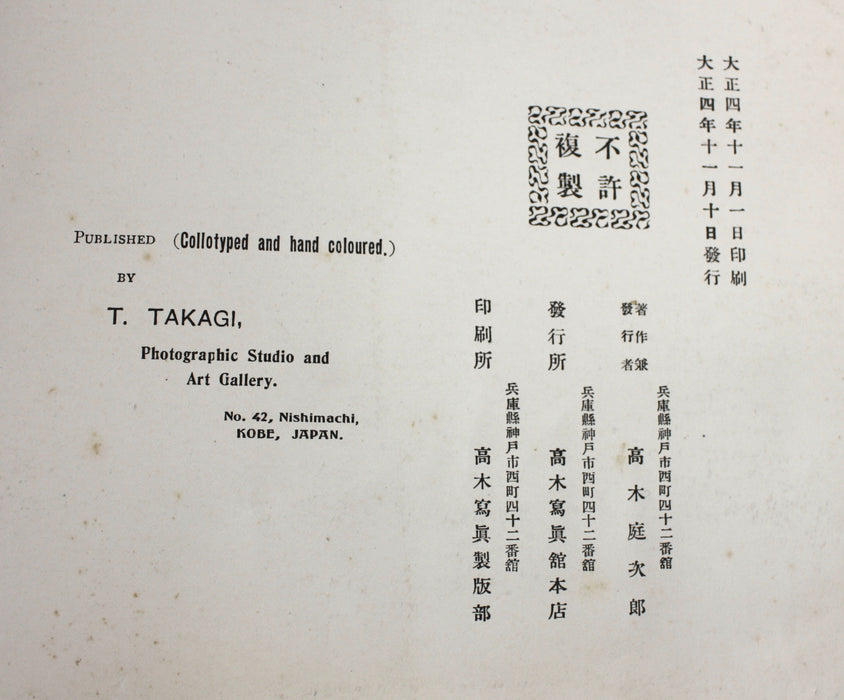 大正四年十一月一日印刷
大正四年十一月十日發行
不許
複製
著作兼
發行者
兵庫縣神戸市西町四十二番舘
高木庭次郎
發行所
兵庫縣神戸市西町四十二番舘
高木寫眞舘本店
印刷所
兵庫縣神戸市西町四十二番舘
高木寫眞製版部
PUBLISHED (Collotyped and hand coloured.)
BY
T. TAKAGI,
Photographic Studio and
Art Gallery.
No. 42, Nishimachi,
KOBE, JAPAN.